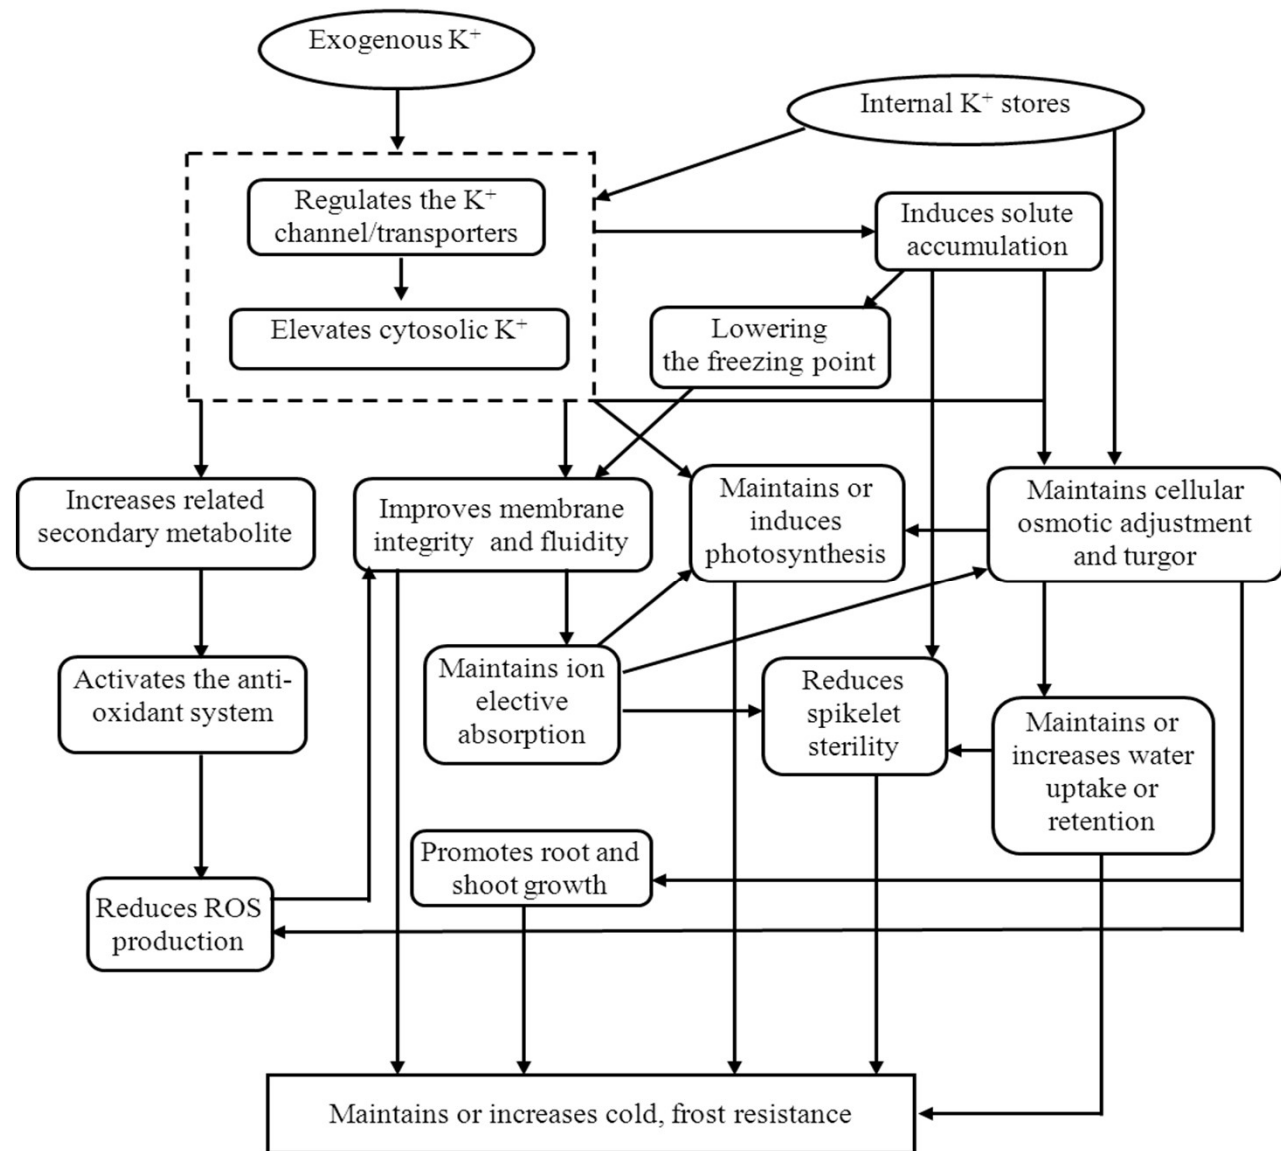 Exogenous K⁺
Internal K⁺ stores
Regulates the K⁺
channel/transporters
Induces solute
accumulation
Elevates cytosolic K⁺
Lowering
the freezing point
Increases related
secondary metabolite
Improves membrane
integrity and fluidity
Maintains or
induces
photosynthesis
Maintains cellular
osmotic adjustment
and turgor
Activates the anti-
oxidant system
Maintains ion
elective
absorption
Reduces
spikelet
sterility
Maintains or
increases water
uptake or
retention
Promotes root and
shoot growth
Reduces ROS
production
Maintains or increases cold, frost resistance